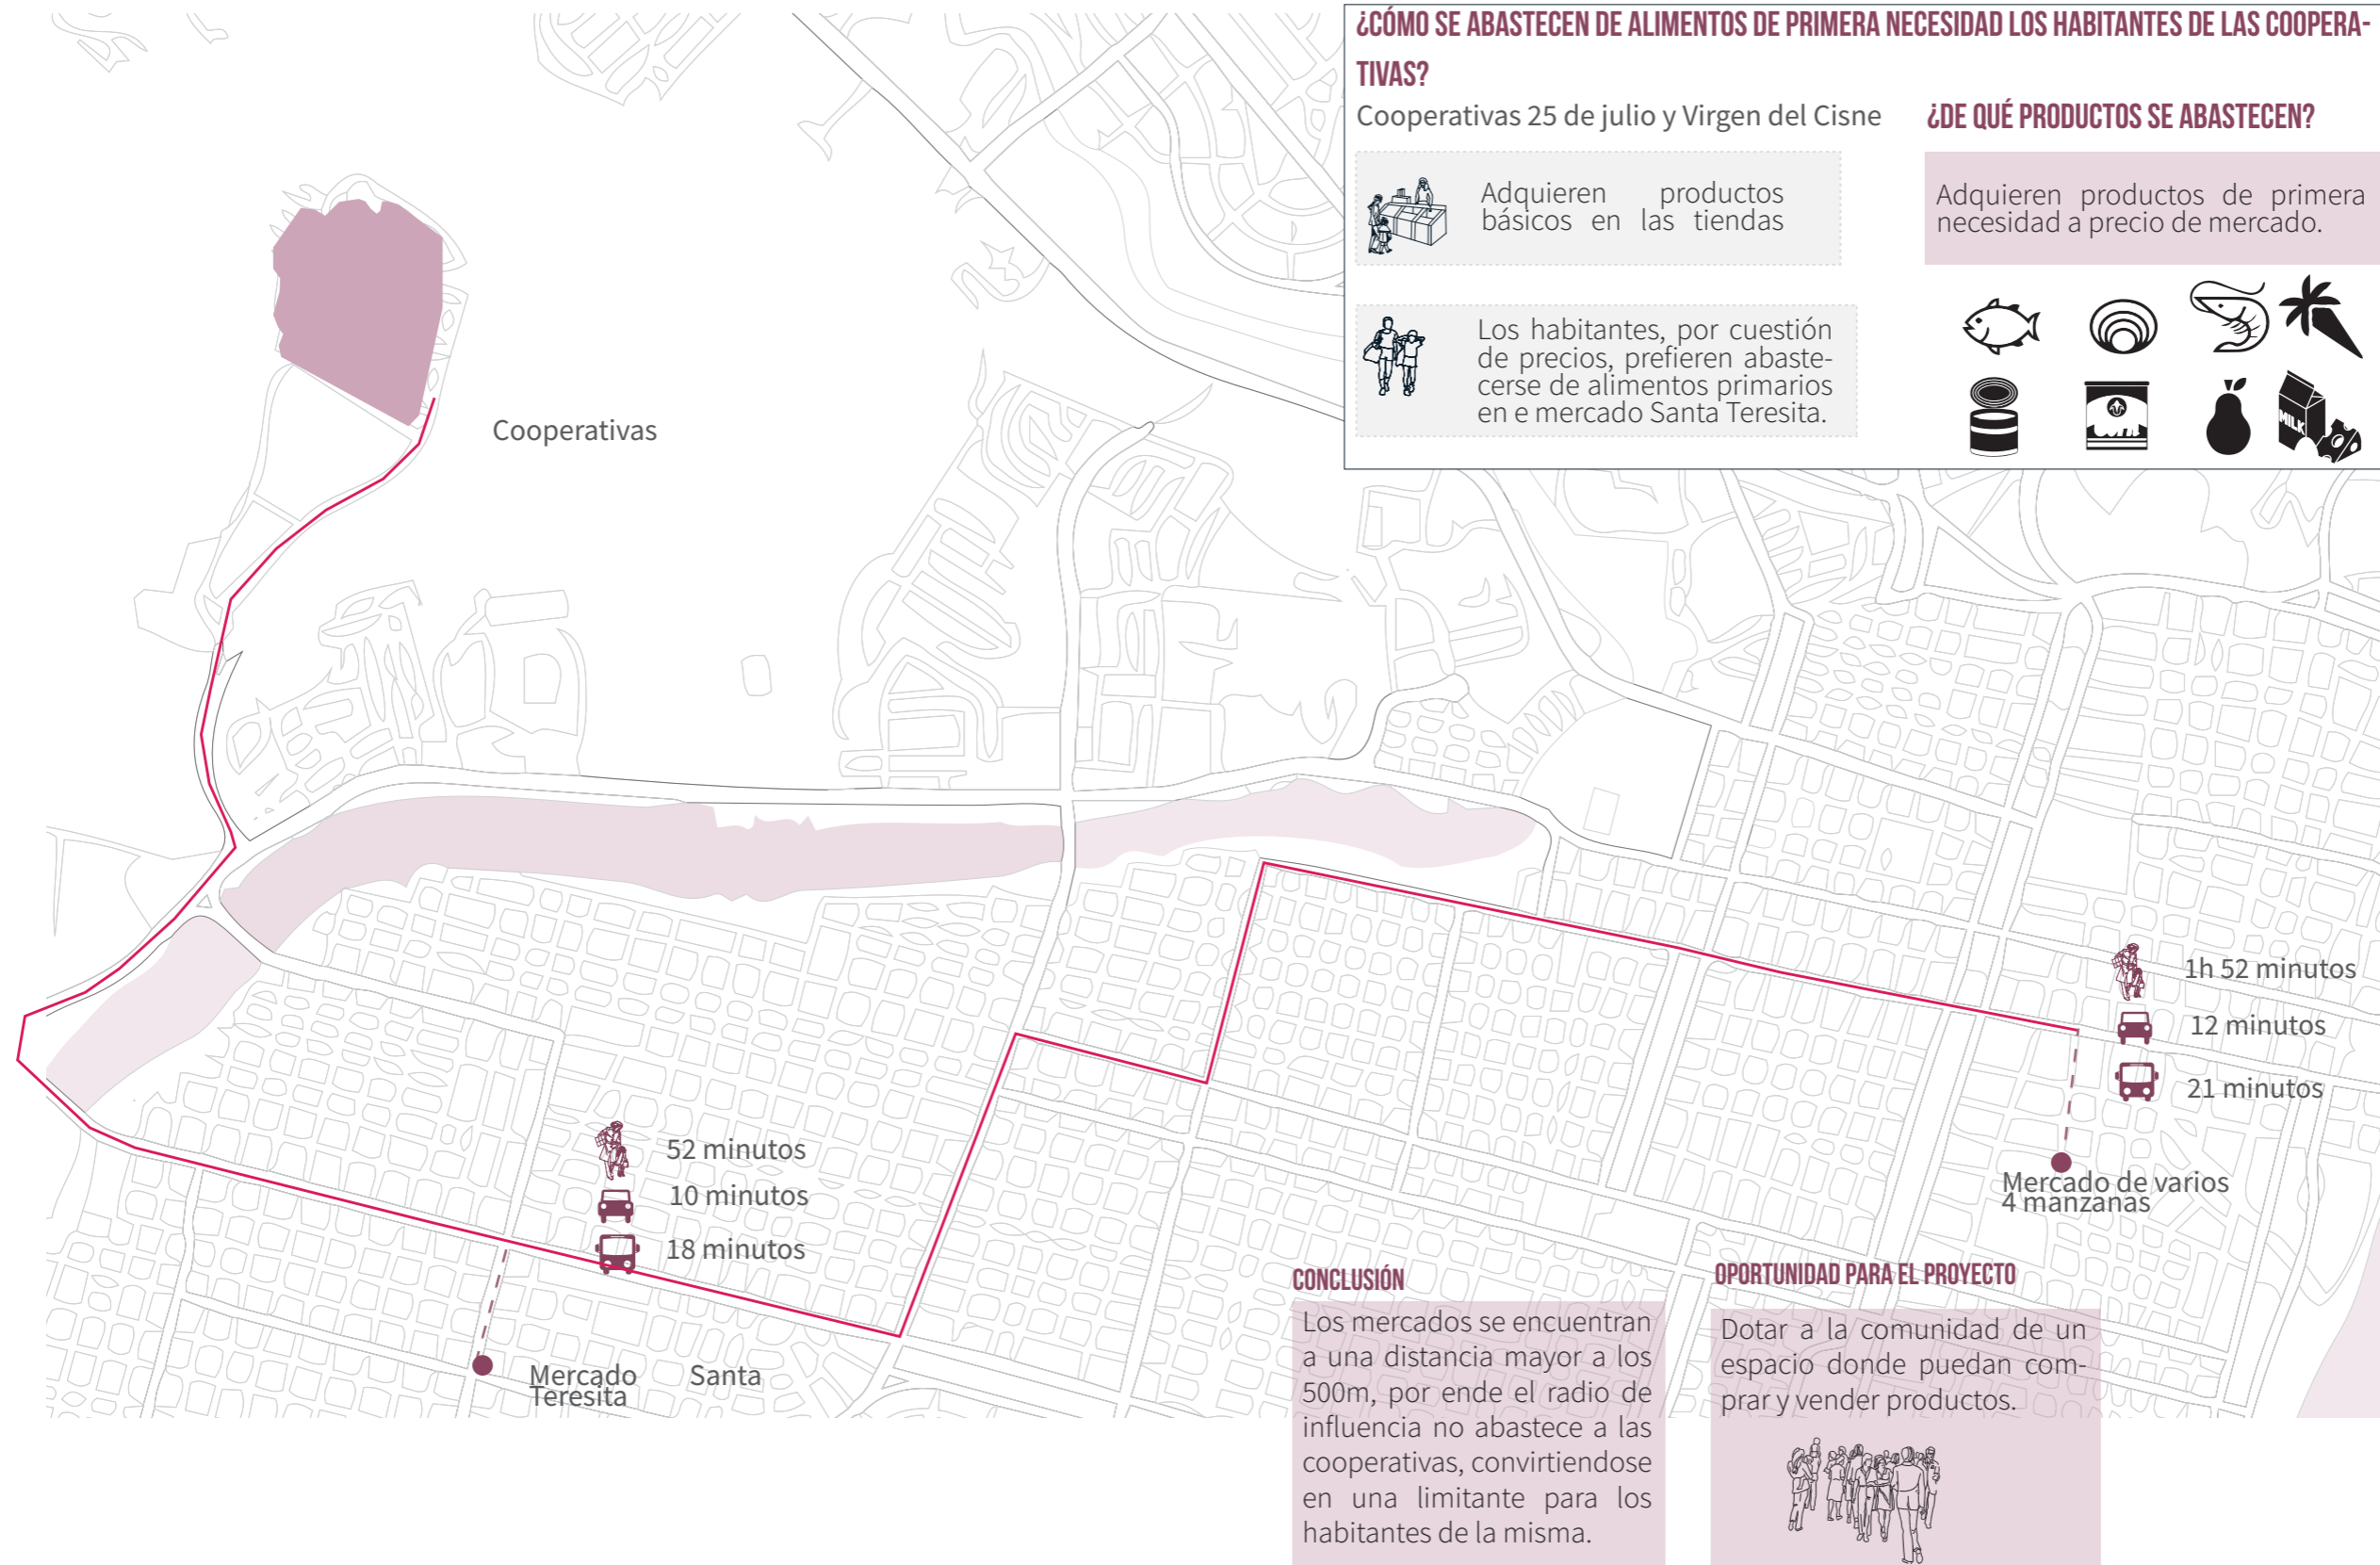 ¿CÓMO SE ABASTECEN DE ALIMENTOS DE PRIMERA NECESIDAD LOS HABITANTES DE LAS COOPERA-
TIVAS?
Cooperativas 25 de julio y Virgen del Cisne
Adquieren productos
básicos en las tiendas
Los habitantes, por cuestión
de precios, prefieren abaste-
cerse de alimentos primarios
en e mercado Santa Teresita.
¿DE QUÉ PRODUCTOS SE ABASTECEN?
Adquieren productos de primera
necesidad a precio de mercado.
MILK
Cooperativas
1h 52 minutos
12 minutos
21 minutos
Mercado de varios
4 manzanas
52 minutos
10 minutos
18 minutos
Mercado Santa
Teresita
CONCLUSIÓN
Los mercados se encuentran
a una distancia mayor a los
500m, por ende el radio de
influencia no abastece a las
cooperativas, convirtiendose
en una limitante para los
habitantes de la misma.
OPORTUNIDAD PARA EL PROYECTO
Dotar a la comunidad de un
espacio donde puedan com-
prar y vender productos.